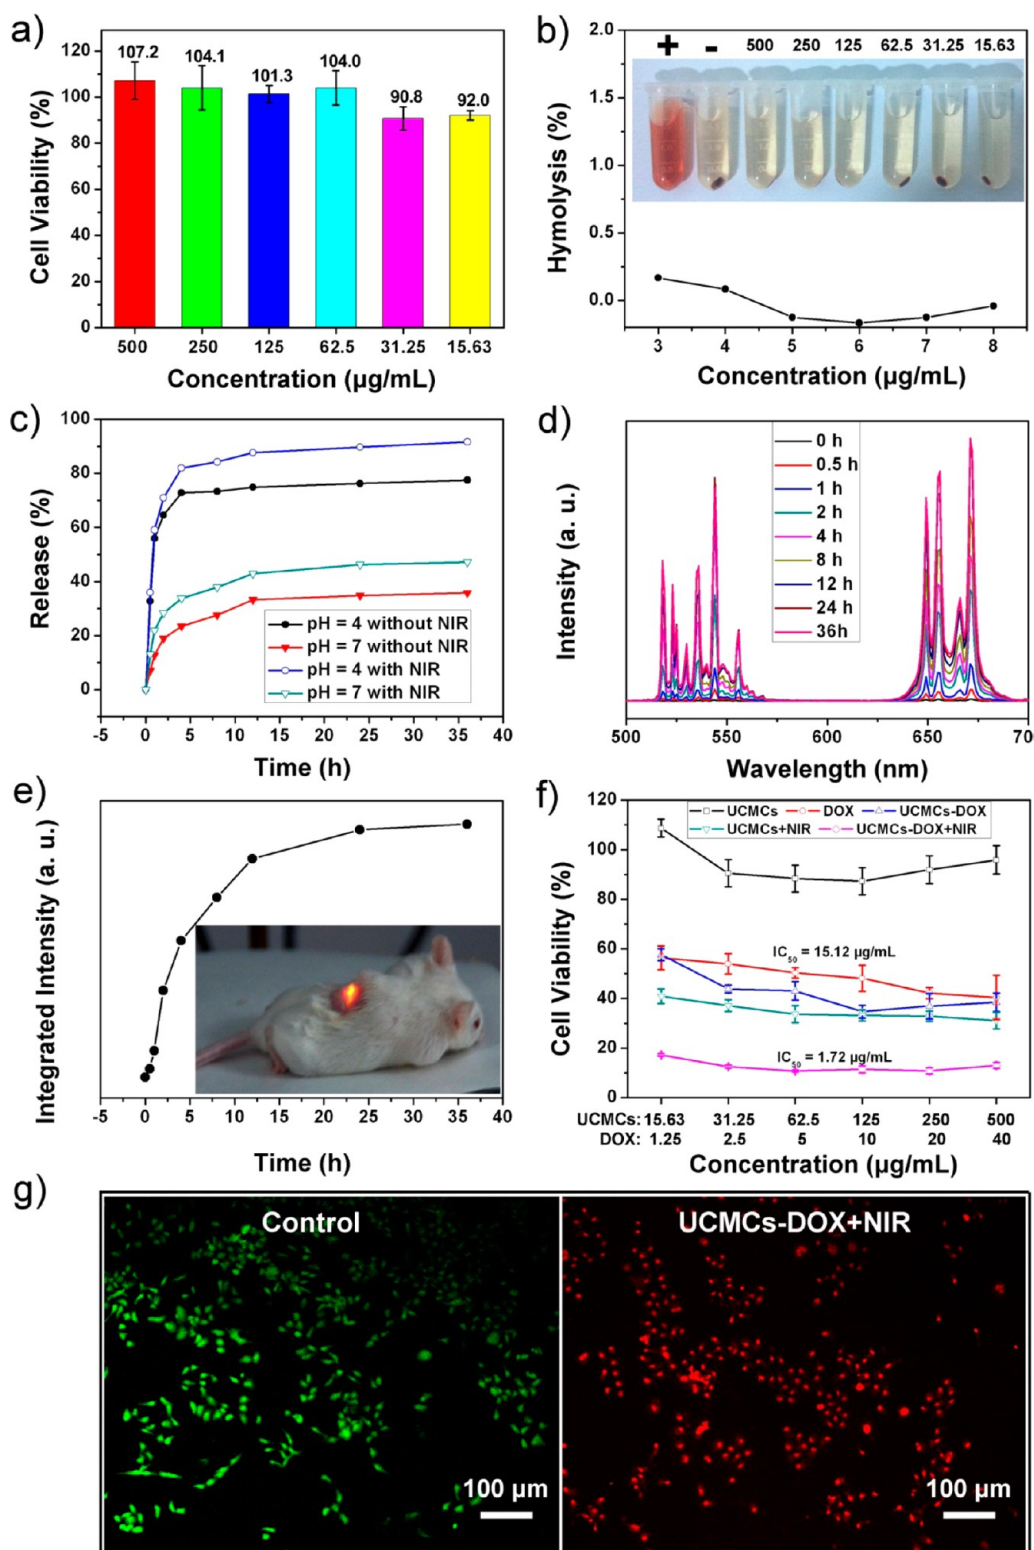 a)
120
100
80
60
40
20
0
107.2
104.1
101.3
104.0
90.8
92.0
500
250
125
62.5
31.25
15.63
Cell Viability (%)
Concentration (µg/mL)
b)
2.0
1.5
1.0
0.5
0.0
+ - 500 250 125 62.5 31.25 15.63
3 4 5 6 7 8
Hymolysis (%)
Concentration (µg/mL)
c)
100
80
60
40
20
0
pH = 4 without NIR
pH = 7 without NIR
pH = 4 with NIR
pH = 7 with NIR
-5 0 5 10 15 20 25 30 35 40
Release (%)
Time (h)
d)
0 h
0.5 h
1 h
2 h
4 h
8 h
12 h
24 h
36h
500 550 600 650 70
Intensity (a. u.)
Wavelength (nm)
e)
-5 0 5 10 15 20 25 30 35 40
Integrated Intensity (a. u.)
Time (h)
f)
120
100
80
60
40
20
0
UCMCs DOX UCMCs-DOX
UCMCs+NIR UCMCs-DOX+NIR
IC50 = 15.12 µg/mL
IC50 = 1.72 µg/mL
UCMCs: 15.63 31.25 62.5 125 250 500
DOX: 1.25 2.5 5 10 20 40
Cell Viability (%)
Concentration (µg/mL)
g)
Control
100 µm
UCMCs-DOX+NIR
100 µm